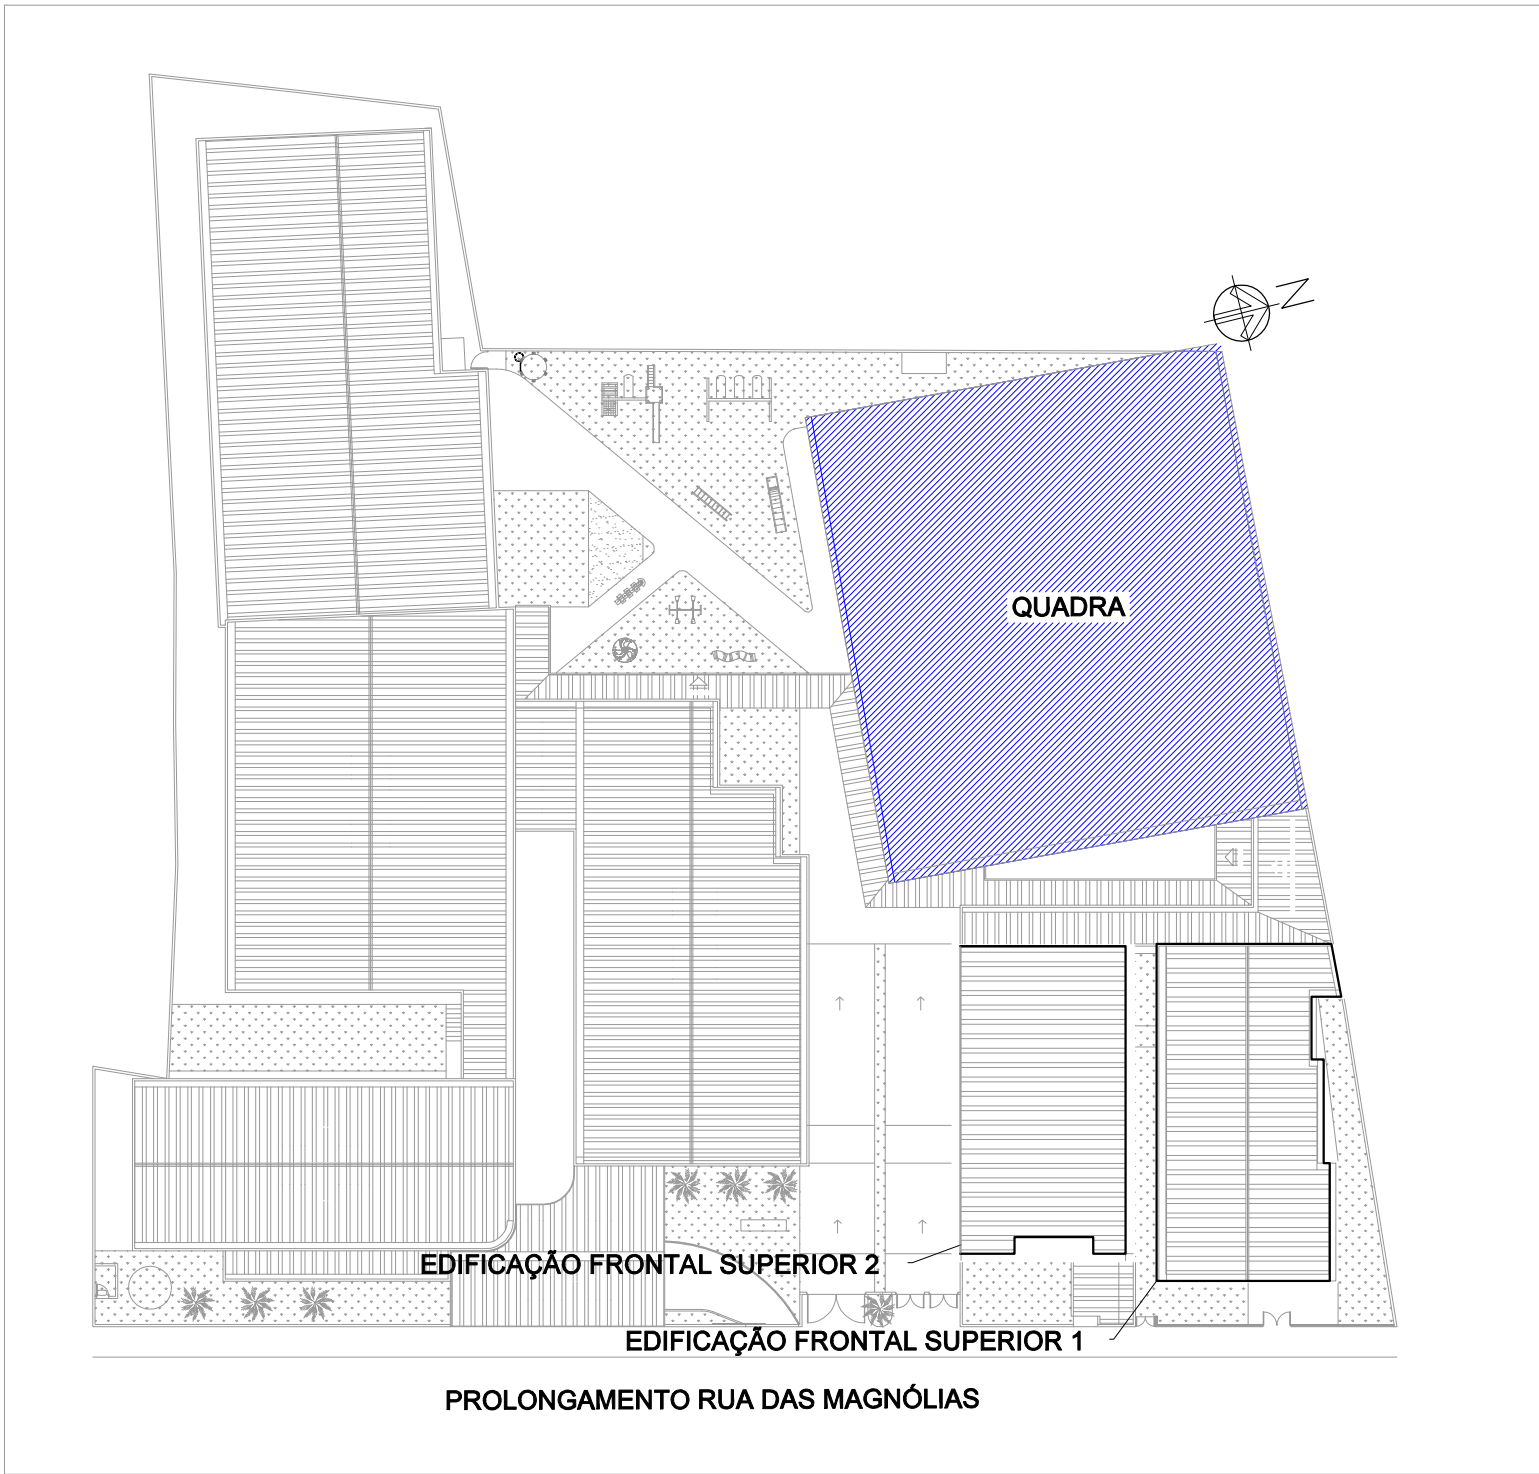 N
QUADRA
EDIFICAÇÃO FRONTAL SUPERIOR 2
EDIFICAÇÃO FRONTAL SUPERIOR 1
PROLONGAMENTO RUA DAS MAGNÓLIAS